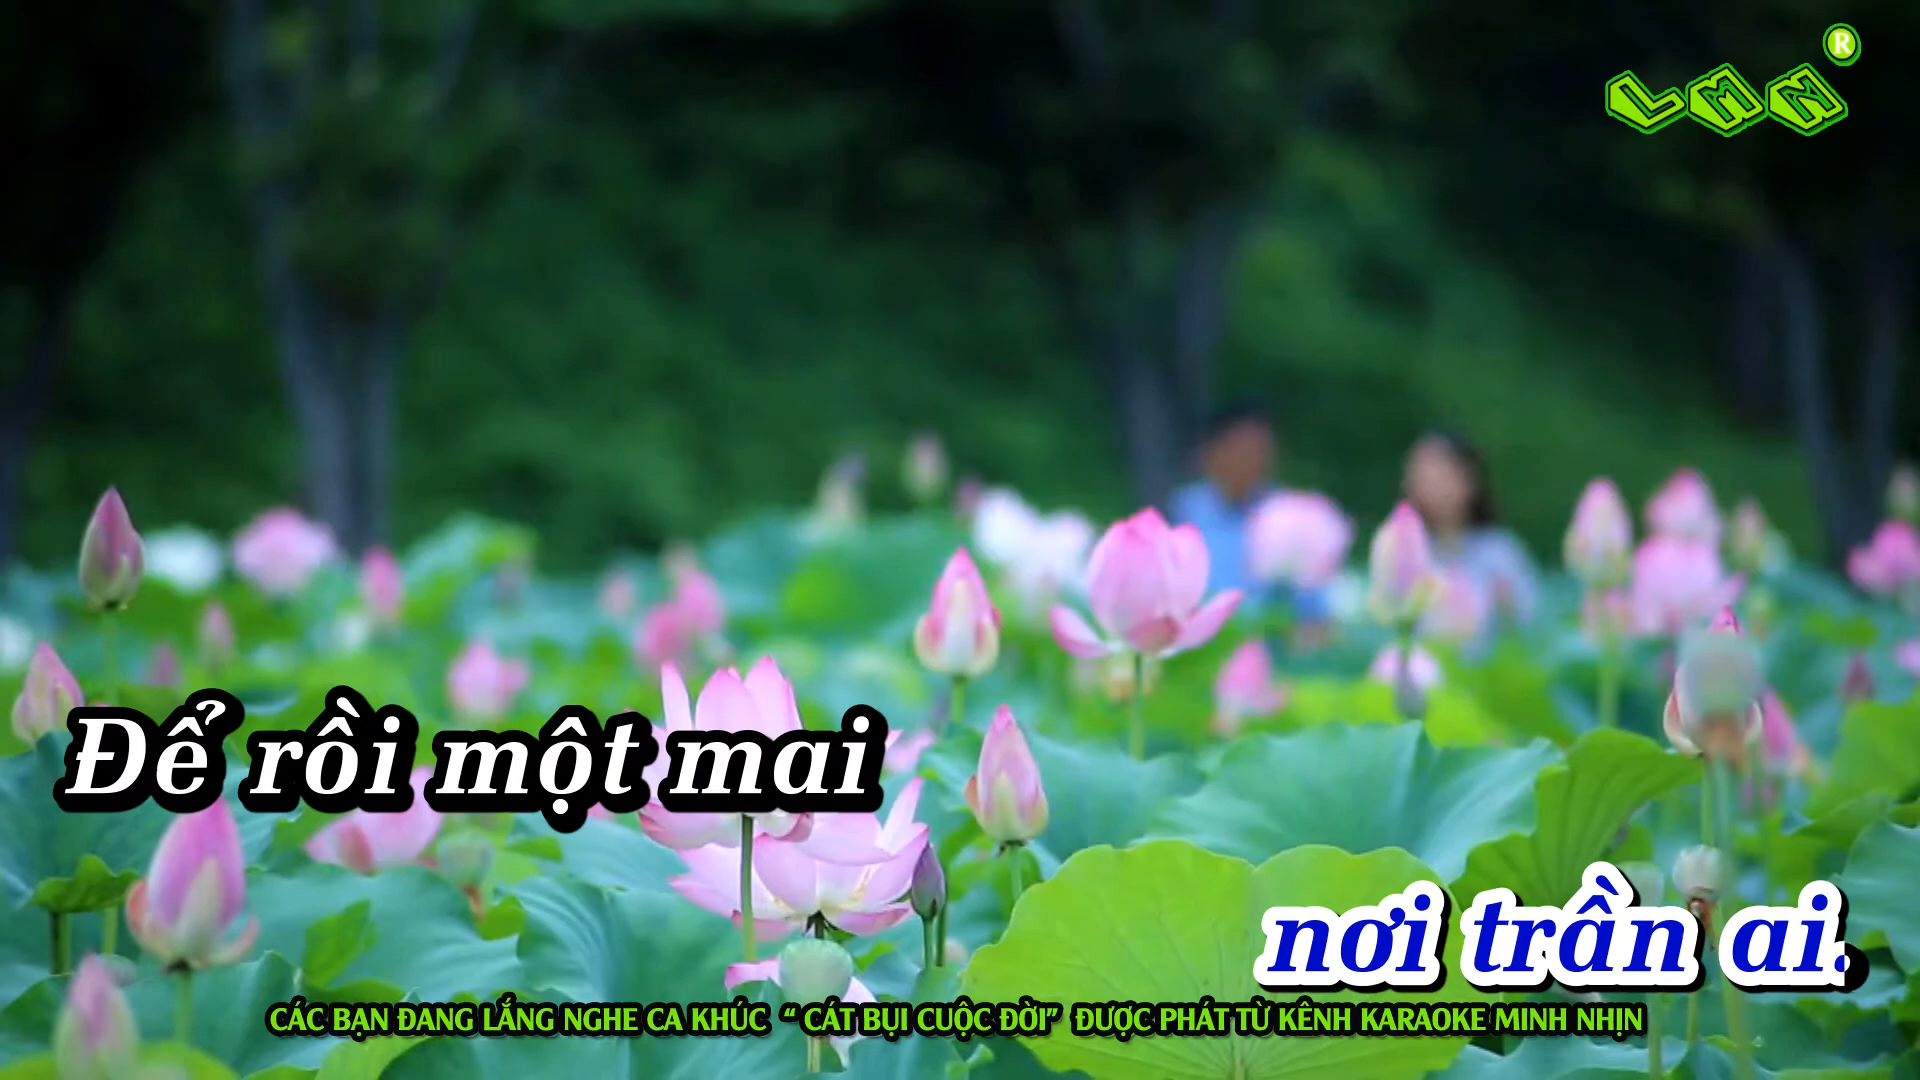 LMN ®
Để rồi một mai
nơi trần ai.
CÁC BẠN ĐANG LẮNG NGHE CA KHÚC “ CÁT BỤI CUỘC ĐỜI” ĐƯỢC PHÁT TỪ KÊNH KARAOKE MINH NHỊN